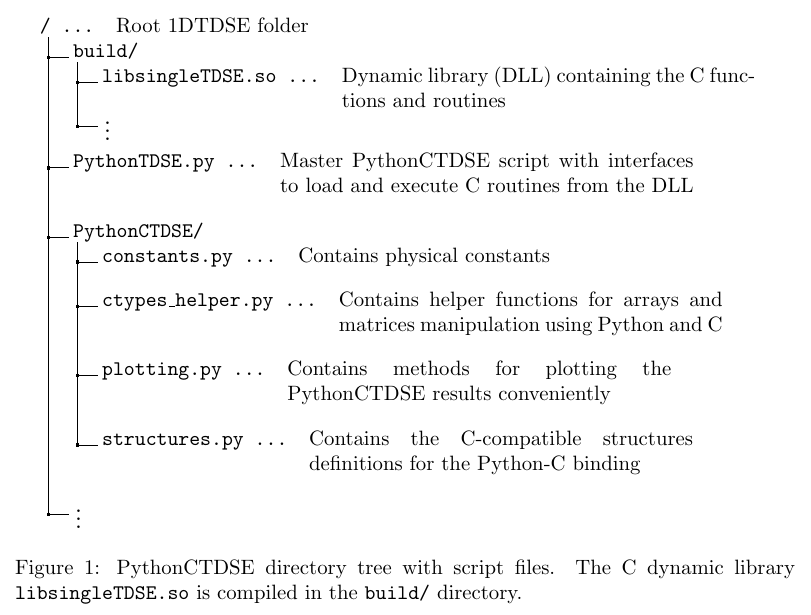 / ... Root 1DTDSE folder
build/
libsingleTDSE.so ... Dynamic library (DLL) containing the C func-
tions and routines
⋮
PythonTDSE.py ... Master PythonCTDSE script with interfaces
to load and execute C routines from the DLL
PythonCTDSE/
constants.py ... Contains physical constants
ctypes_helper.py ... Contains helper functions for arrays and
matrices manipulation using Python and C
plotting.py ... Contains methods for plotting the
PythonCTDSE results conveniently
structures.py ... Contains the C-compatible structures
definitions for the Python-C binding
⋮
Figure 1: PythonCTDSE directory tree with script files. The C dynamic library
libsingleTDSE.so is compiled in the build/ directory.